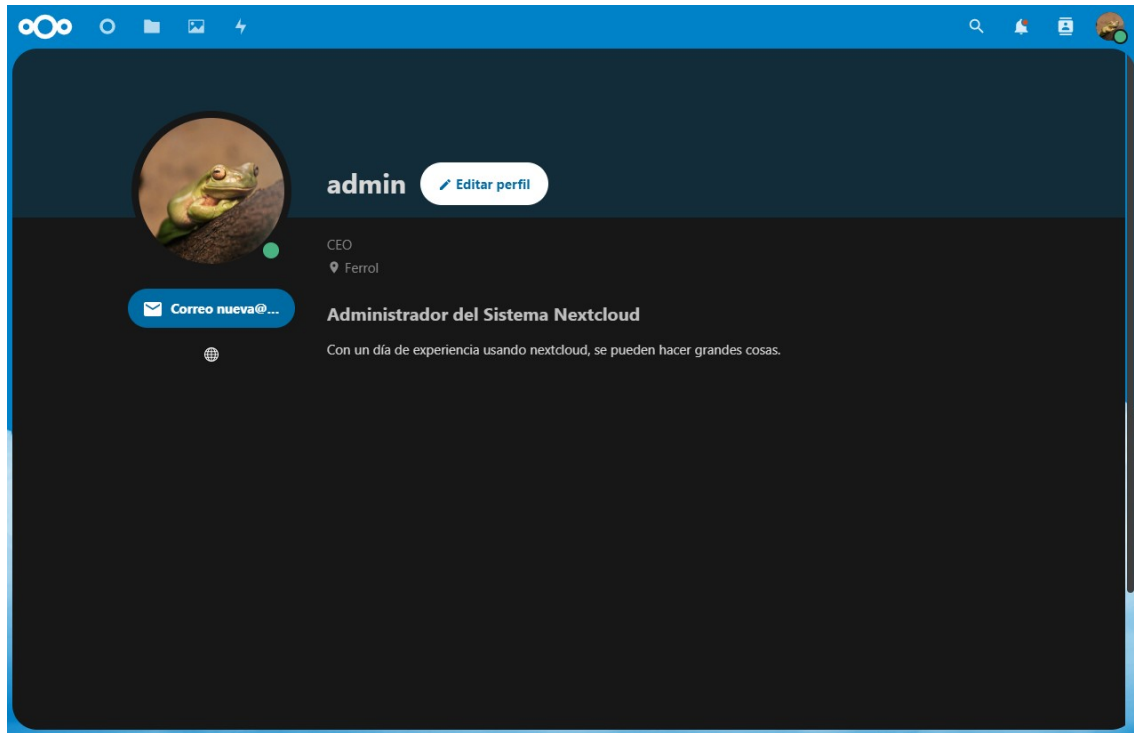 admin
Editar perfil
CEO
Ferrol
Correo nueva@...
Administrador del Sistema Nextcloud
Con un día de experiencia usando nextcloud, se pueden hacer grandes cosas.